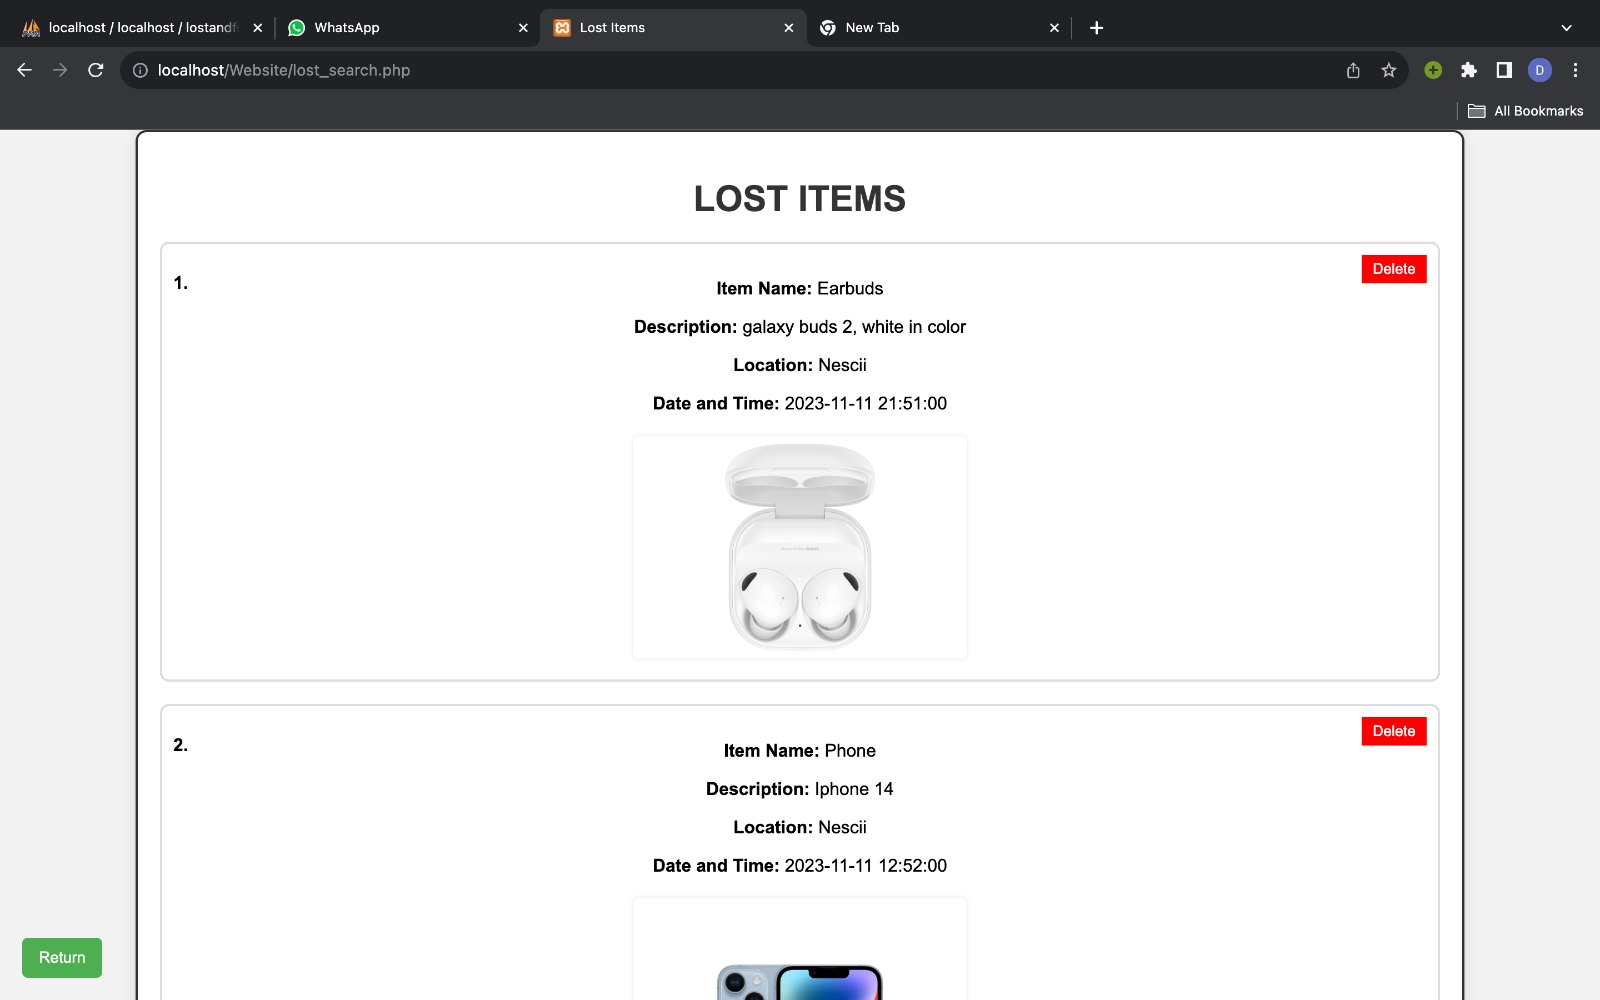 localhost / localhost / lostandf
WhatsApp
Lost Items
New Tab
localhost/Website/lost_search.php
D
All Bookmarks
LOST ITEMS
1.
Delete
Item Name: Earbuds
Description: galaxy buds 2, white in color
Location: Nescii
Date and Time: 2023-11-11 21:51:00
2.
Delete
Item Name: Phone
Description: Iphone 14
Location: Nescii
Date and Time: 2023-11-11 12:52:00
Return